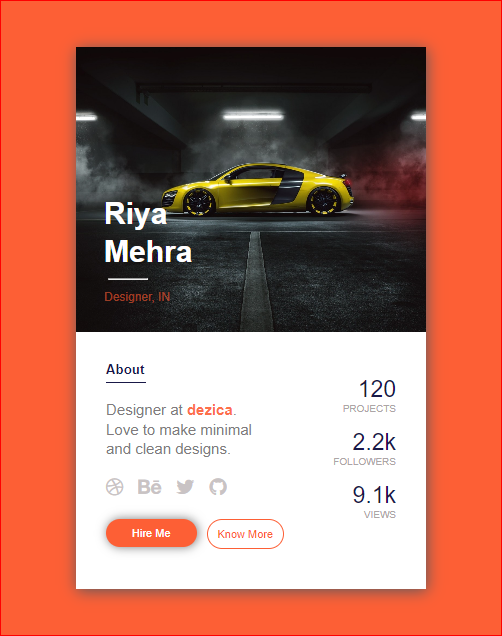 Riya
Mehra
Designer, IN
About
Designer at dezica.
Love to make minimal
and clean designs.
Bē
Hire Me
Know More
120
PROJECTS
2.2k
FOLLOWERS
9.1k
VIEWS